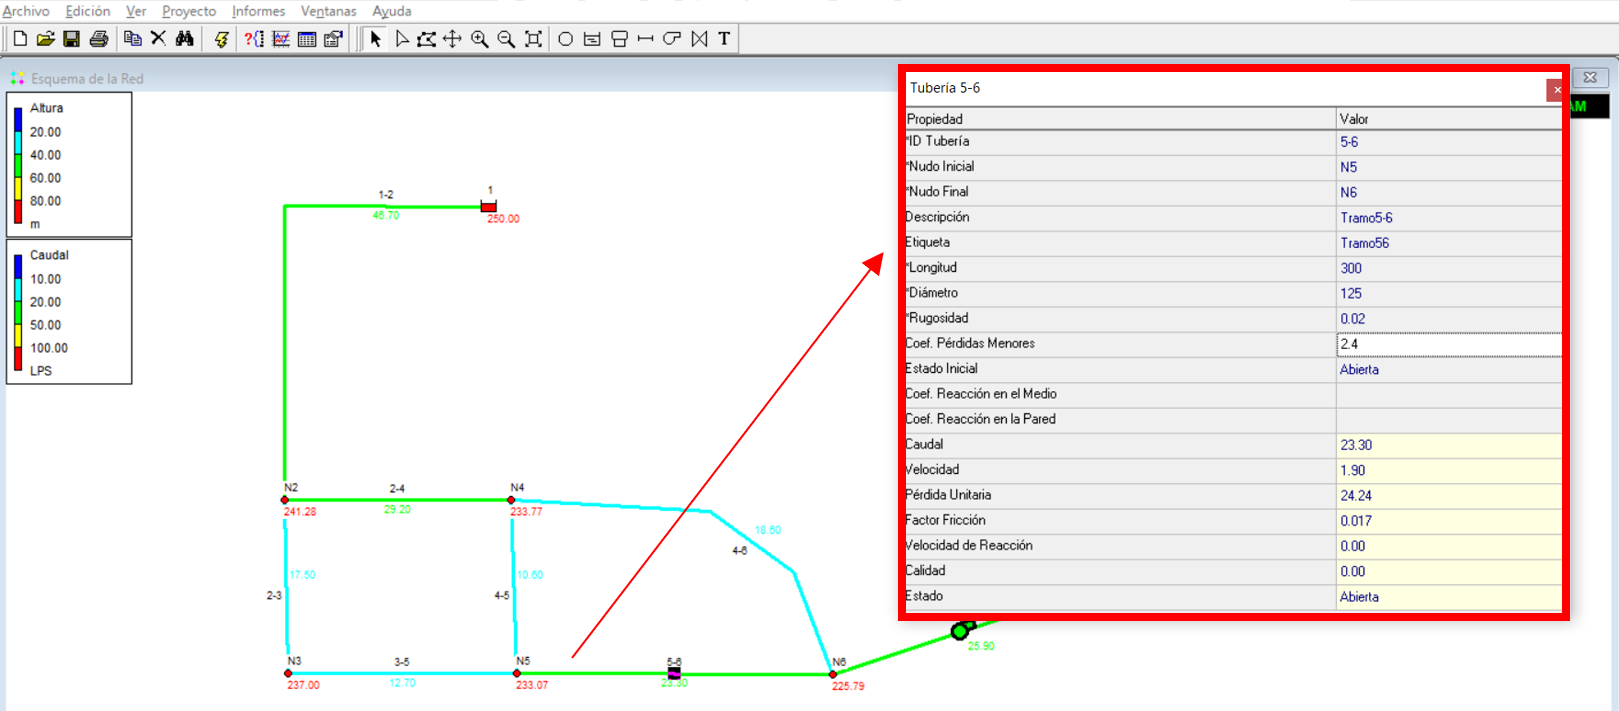 Archivo Edición Ver Proyecto Informes Ventanas Ayuda
T
Esquema de la Red
Altura
20.00
40.00
60.00
80.00
m
Caudal
10.00
20.00
50.00
100.00
LPS
1-2
46.70
1
250.00
N2
241.28
2-4
29.20
N4
233.77
18.60
4-6
17.50
2-3
10.60
4-5
N3
237.00
3-5
12.70
N5
233.07
5-6
23.30
N6
225.79
25.90
AM
Tubería 5-6
Propiedad Valor
*ID Tubería 5-6
*Nudo Inicial N5
*Nudo Final N6
Descripción Tramo5-6
Etiqueta Tramo56
*Longitud 300
*Diámetro 125
*Rugosidad 0.02
Coef. Pérdidas Menores 2.4
Estado Inicial Abierta
Coef. Reacción en el Medio
Coef. Reacción en la Pared
Caudal 23.30
Velocidad 1.90
Pérdida Unitaria 24.24
Factor Fricción 0.017
Velocidad de Reacción 0.00
Calidad 0.00
Estado Abierta